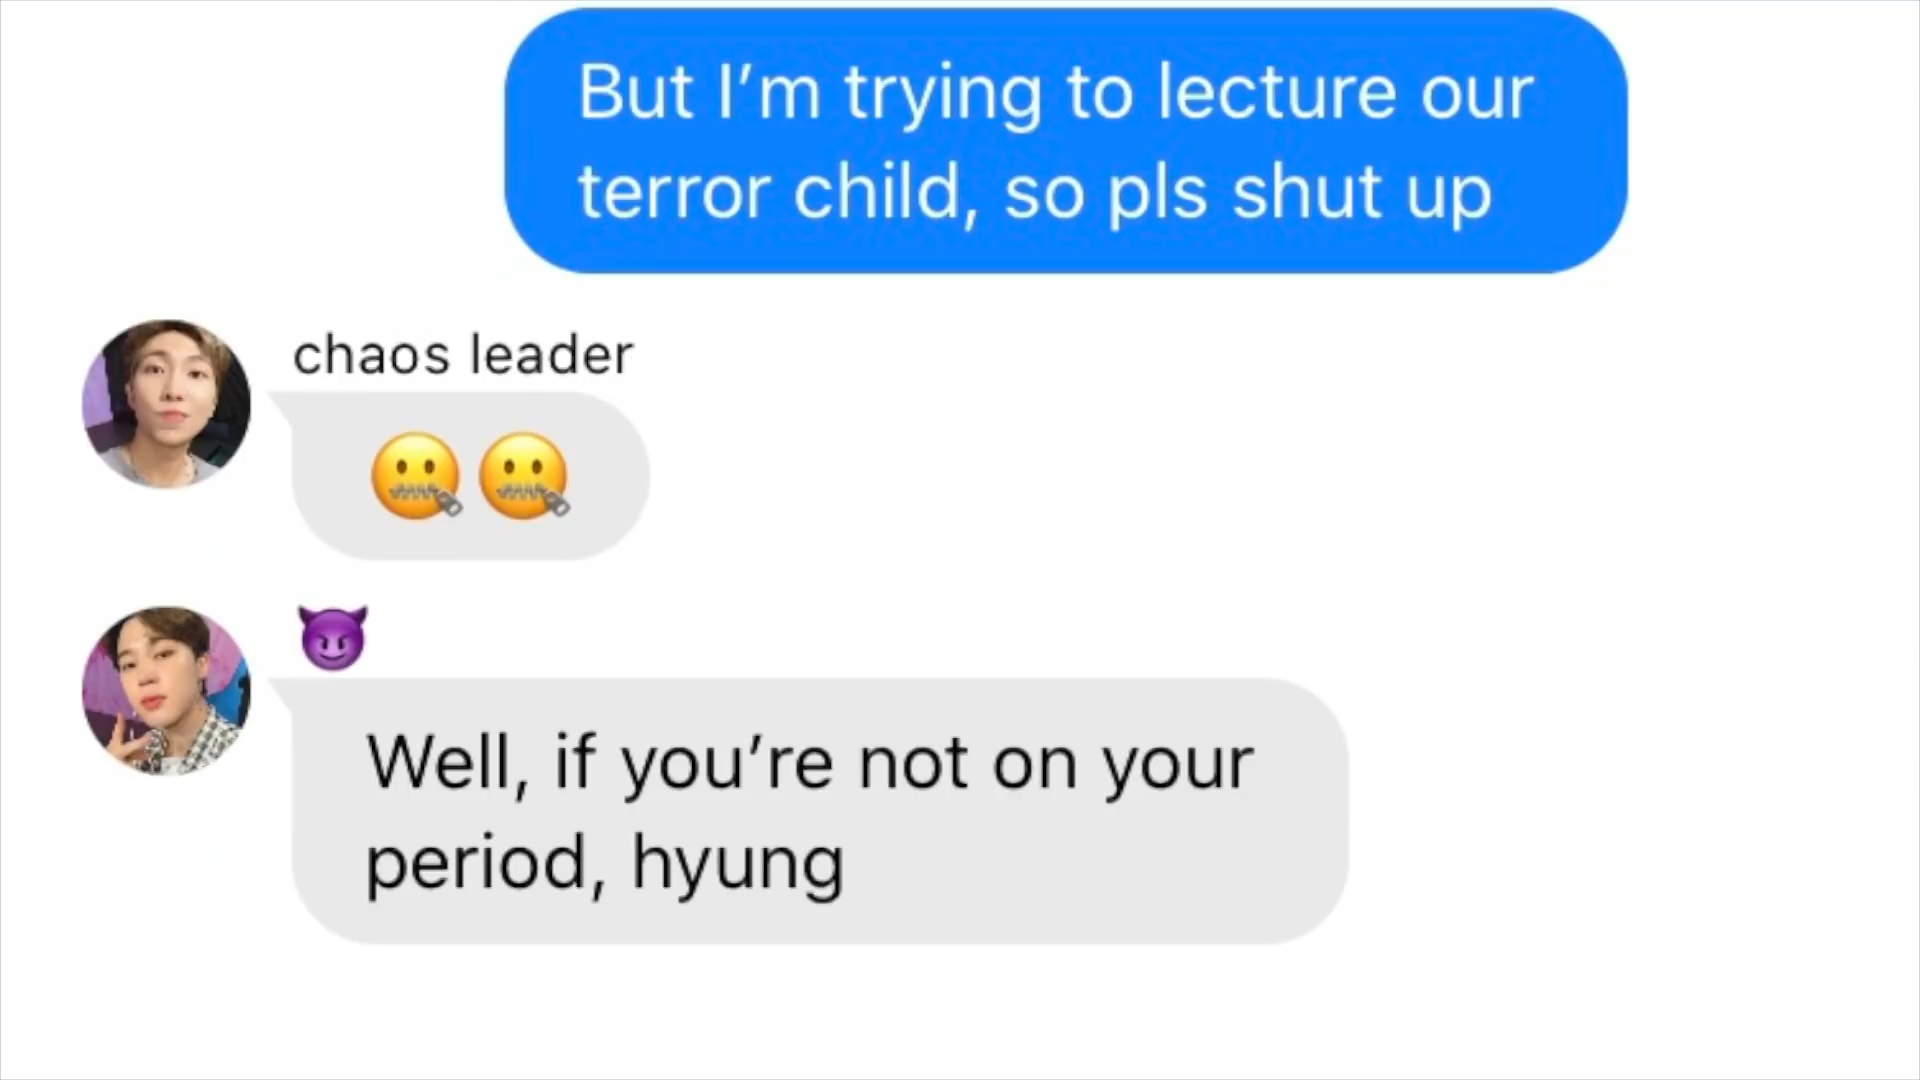 But I’m trying to lecture our
terror child, so pls shut up
chaos leader
🤐🤐
😈
Well, if you’re not on your
period, hyung